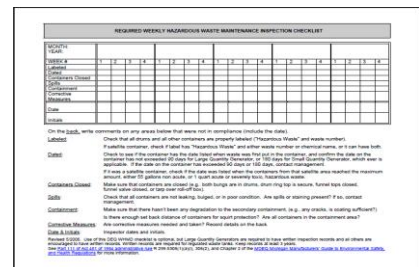 REQUIRED WEEKLY HAZARDOUS WASTE MAINTENANCE INSPECTION CHECKLIST
MONTH:
YEAR:
WEEK # 1 2 3 4 1 2 3 4 1 2 3 4 1 2 3 4
Labeled
Dated
Containers Closed
Spills
Containment
Corrective
Measures
Date
Initials
On the back, write comments on any areas below that were not in compliance (include the date).
Labeled Check that all drums and all other containers are properly labeled ("Hazardous Waste" and waste number).
If satellite container, check if label has "Hazardous Waste" and either waste number or chemical name, or it can have both.
Dated Check to see if the container has the date listed when waste was first put in the container, and confirm the date on the
container has not exceeded 90 days for Large Quantity Generator, or 180 days for Small Quantity Generator, which ever is
applicable. If the date on the container has exceeded 90 days or 180 days, contact management.
If it was a satellite container, check if the date was listed when the containers from that satellite area reached the maximum
amount, either 55 gallons non acute, or 1 quart acute or severely toxic, hazardous waste.
Containers Closed Make sure that containers are closed (e.g. both bungs are in drums, drum ring top is secure, funnel tops closed,
funnel valve closed, or tarp over roll-off box).
Spills Check that all containers are not leaking, bulged, or in poor condition. Are spills or staining present? If so, contact
management.
Containment Make sure that there hasn't been any degradation to the secondary containment, (e.g., any cracks, is coating sufficient?)
Is there enough set back distance of containers for squirt protection? Are all containers in the containment area?
Corrective Measures Are corrective measures needed and taken? Record details on the back.
Date & Initials Inspector dates and initials